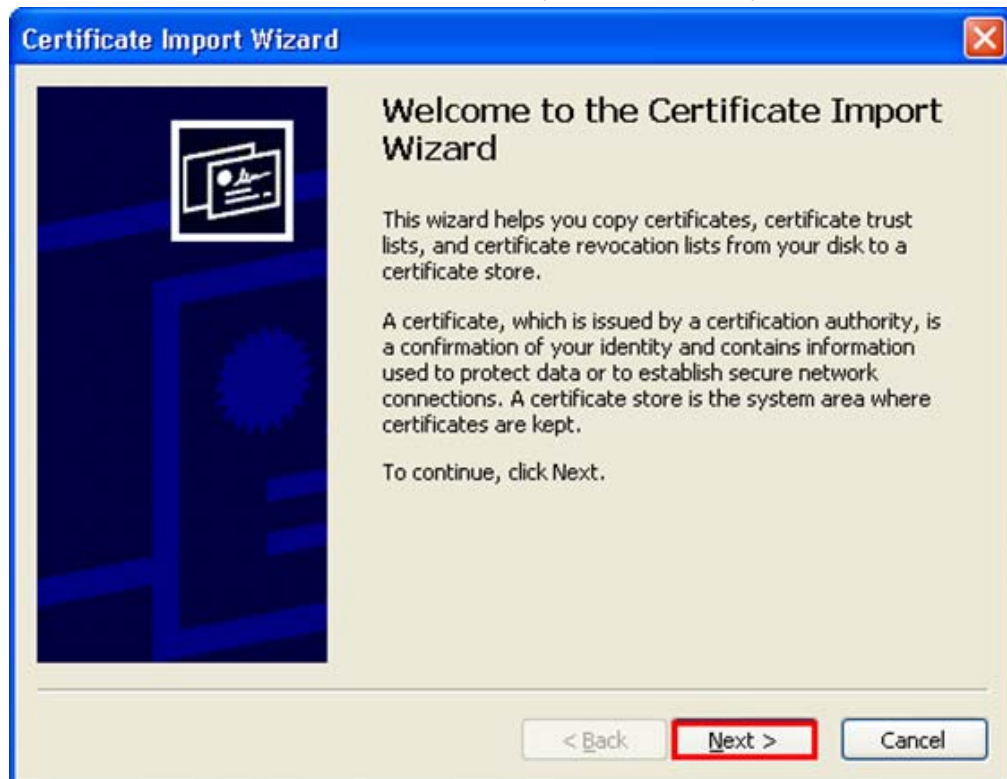 Certificate Import Wizard
Welcome to the Certificate Import
Wizard
This wizard helps you copy certificates, certificate trust
lists, and certificate revocation lists from your disk to a
certificate store.
A certificate, which is issued by a certification authority, is
a confirmation of your identity and contains information
used to protect data or to establish secure network
connections. A certificate store is the system area where
certificates are kept.
To continue, click Next.
< Back Next > Cancel